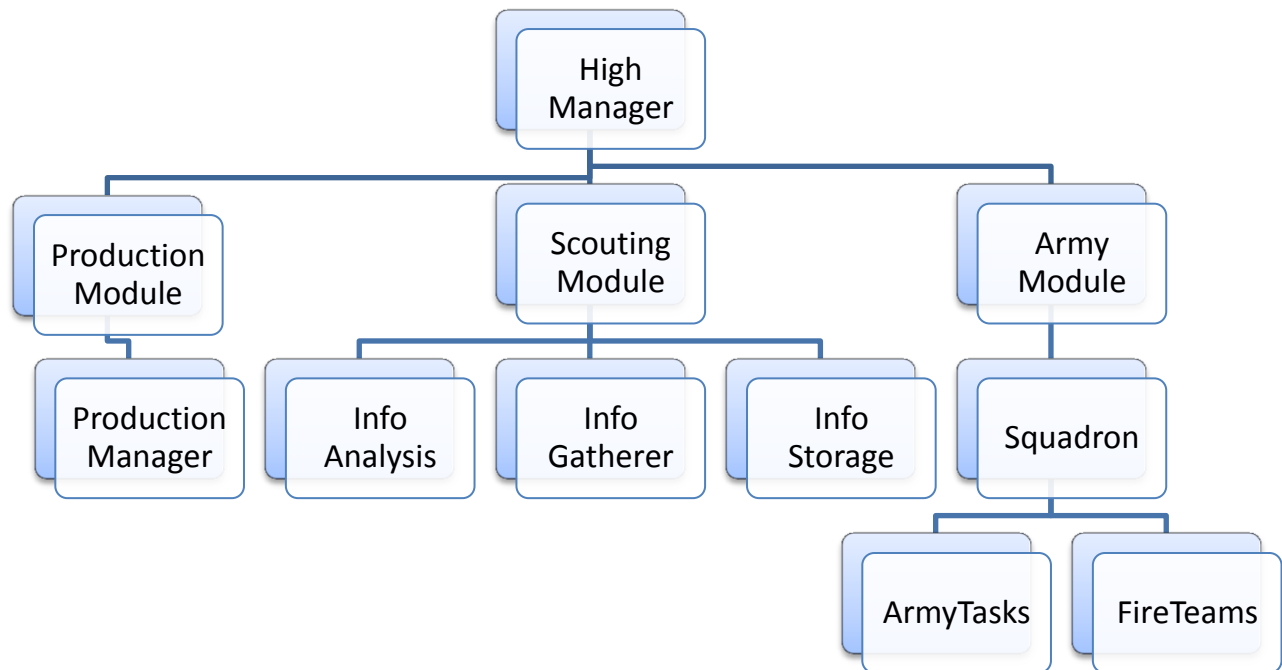 High
Manager
Production
Module
Scouting
Module
Army
Module
Production
Manager
Info
Analysis
Info
Gatherer
Info
Storage
Squadron
ArmyTasks
FireTeams